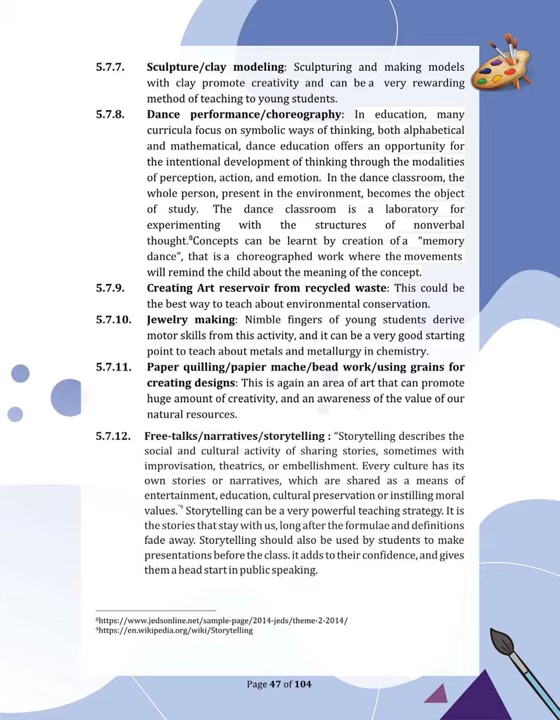 5.7.7. Sculpture/clay modeling: Sculpturing and making models
with clay promote creativity and can be a very rewarding
method of teaching to young students.
5.7.8. Dance performance/choreography: In education, many
curricula focus on symbolic ways of thinking, both alphabetical
and mathematical, dance education offers an opportunity for
the intentional development of thinking through the modalities
of perception, action, and emotion. In the dance classroom, the
whole person, present in the environment, becomes the object
of study. The dance classroom is a laboratory for
experimenting with the structures of nonverbal
thought.⁸Concepts can be learnt by creation of a "memory
dance", that is a choreographed work where the movements
will remind the child about the meaning of the concept.
5.7.9. Creating Art reservoir from recycled waste: This could be
the best way to teach about environmental conservation.
5.7.10. Jewelry making: Nimble fingers of young students derive
motor skills from this activity, and it can be a very good starting
point to teach about metals and metallurgy in chemistry.
5.7.11. Paper quilling/papier mache/bead work/using grains for
creating designs: This is again an area of art that can promote
huge amount of creativity, and an awareness of the value of our
natural resources.
5.7.12. Free-talks/narratives/storytelling : "Storytelling describes the
social and cultural activity of sharing stories, sometimes with
improvisation, theatrics, or embellishment. Every culture has its
own stories or narratives, which are shared as a means of
entertainment, education, cultural preservation or instilling moral
values."⁹ Storytelling can be a very powerful teaching strategy. It is
the stories that stay with us, long after the formulae and definitions
fade away. Storytelling should also be used by students to make
presentations before the class. it adds to their confidence, and gives
them a head start in public speaking.
⁸https://www.jedsonline.net/sample-page/2014-jeds/theme-2-2014/
⁹https://en.wikipedia.org/wiki/Storytelling
Page 47 of 104